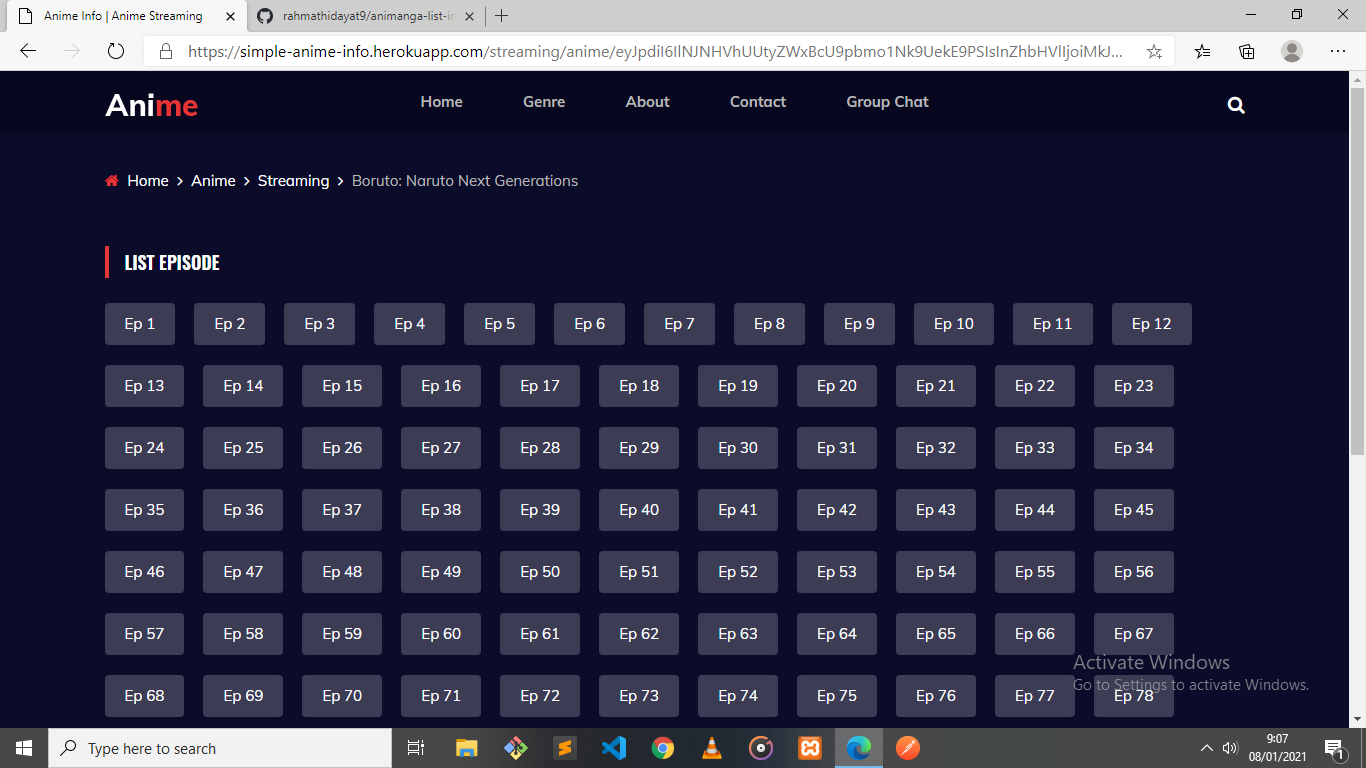 Anime Info | Anime Streaming
rahmathidayat9/animanga-list-in
https://simple-anime-info.herokuapp.com/streaming/anime/eyJpdiI6IlNJNHVhUUtyZWxBcU9pbmo1Nk9UekE9PSIsInZhbHVlIjoiMkJ...
Anime
Home Genre About Contact Group Chat
Home > Anime > Streaming > Boruto: Naruto Next Generations
LIST EPISODE
Ep 1 Ep 2 Ep 3 Ep 4 Ep 5 Ep 6 Ep 7 Ep 8 Ep 9 Ep 10 Ep 11 Ep 12
Ep 13 Ep 14 Ep 15 Ep 16 Ep 17 Ep 18 Ep 19 Ep 20 Ep 21 Ep 22 Ep 23
Ep 24 Ep 25 Ep 26 Ep 27 Ep 28 Ep 29 Ep 30 Ep 31 Ep 32 Ep 33 Ep 34
Ep 35 Ep 36 Ep 37 Ep 38 Ep 39 Ep 40 Ep 41 Ep 42 Ep 43 Ep 44 Ep 45
Ep 46 Ep 47 Ep 48 Ep 49 Ep 50 Ep 51 Ep 52 Ep 53 Ep 54 Ep 55 Ep 56
Ep 57 Ep 58 Ep 59 Ep 60 Ep 61 Ep 62 Ep 63 Ep 64 Ep 65 Ep 66 Ep 67
Ep 68 Ep 69 Ep 70 Ep 71 Ep 72 Ep 73 Ep 74 Ep 75 Ep 76 Ep 77 Ep 78
Activate Windows
Go to Settings to activate Windows.
Type here to search
9:07
08/01/2021
1